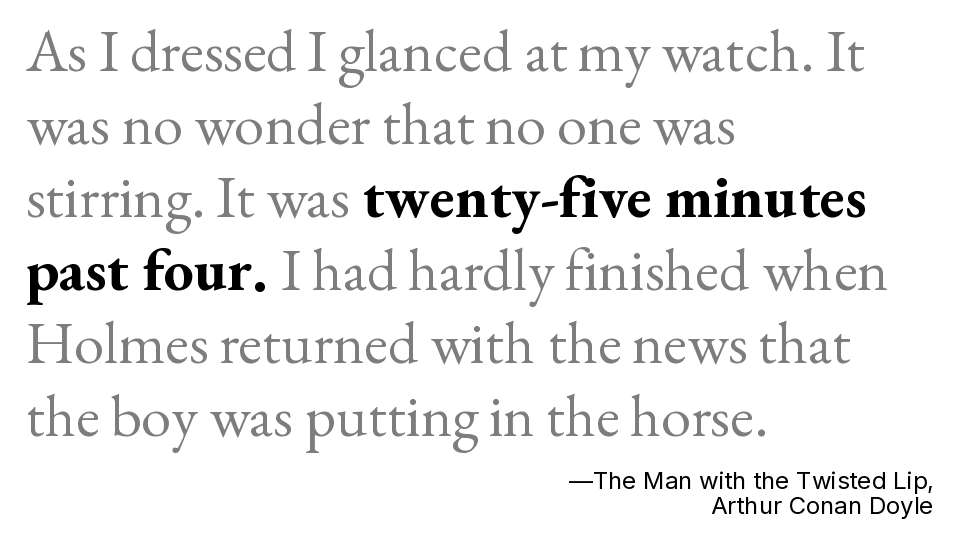 As I dressed I glanced at my watch. It
was no wonder that no one was
stirring. It was twenty-five minutes
past four. I had hardly finished when
Holmes returned with the news that
the boy was putting in the horse.
—The Man with the Twisted Lip,
Arthur Conan Doyle